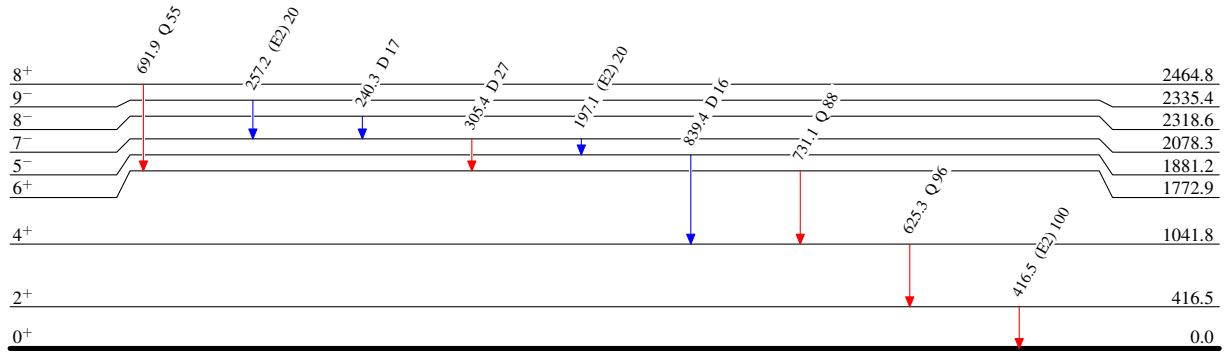 691.9 Q 55
257.2 (E2) 20
240.3 D 17
305.4 D 27
197.1 (E2) 20
839.4 D 16
731.1 Q 88
625.3 Q 96
416.5 (E2) 100
8⁺ 2464.8
9⁻ 2335.4
8⁻ 2318.6
7⁻ 2078.3
5⁻ 1881.2
6⁺ 1772.9
4⁺ 1041.8
2⁺ 416.5
0⁺ 0.0